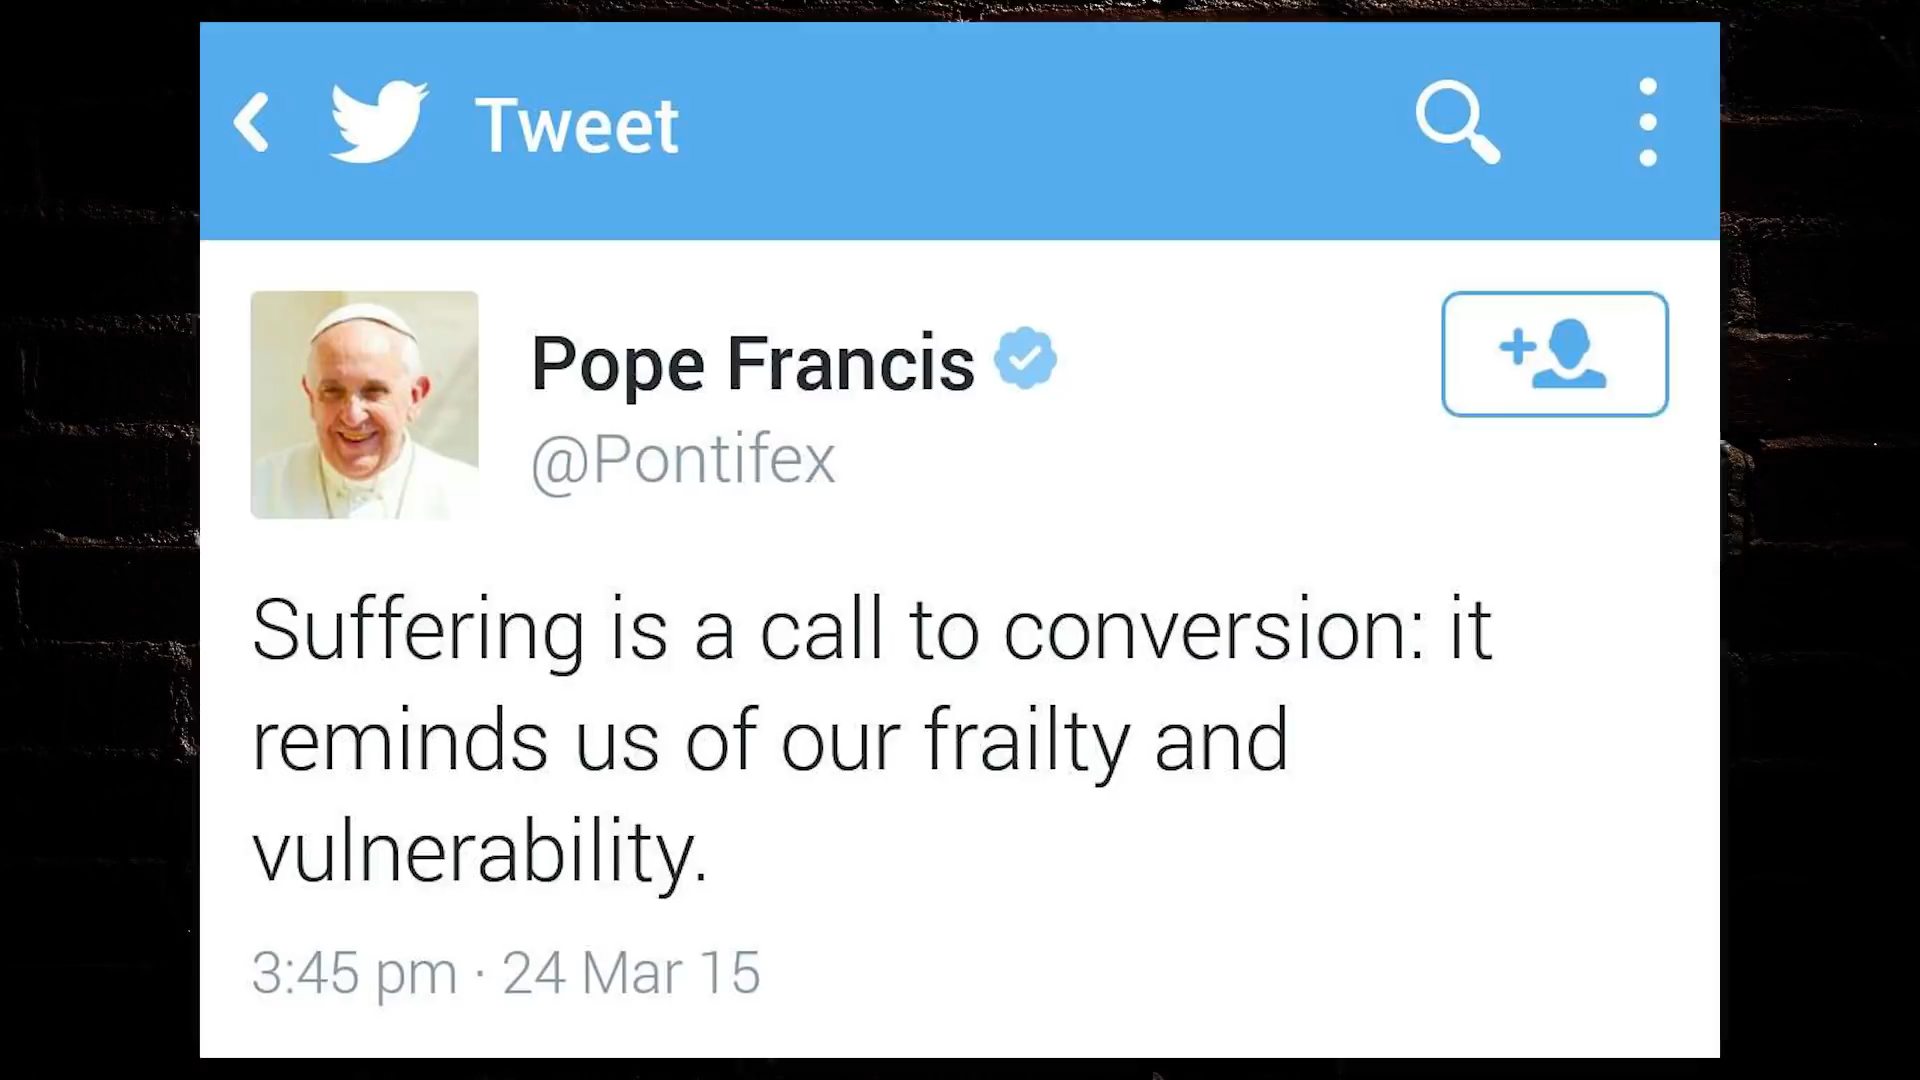 Tweet
Pope Francis
@Pontifex
Suffering is a call to conversion: it
reminds us of our frailty and
vulnerability.
3:45 pm · 24 Mar 15